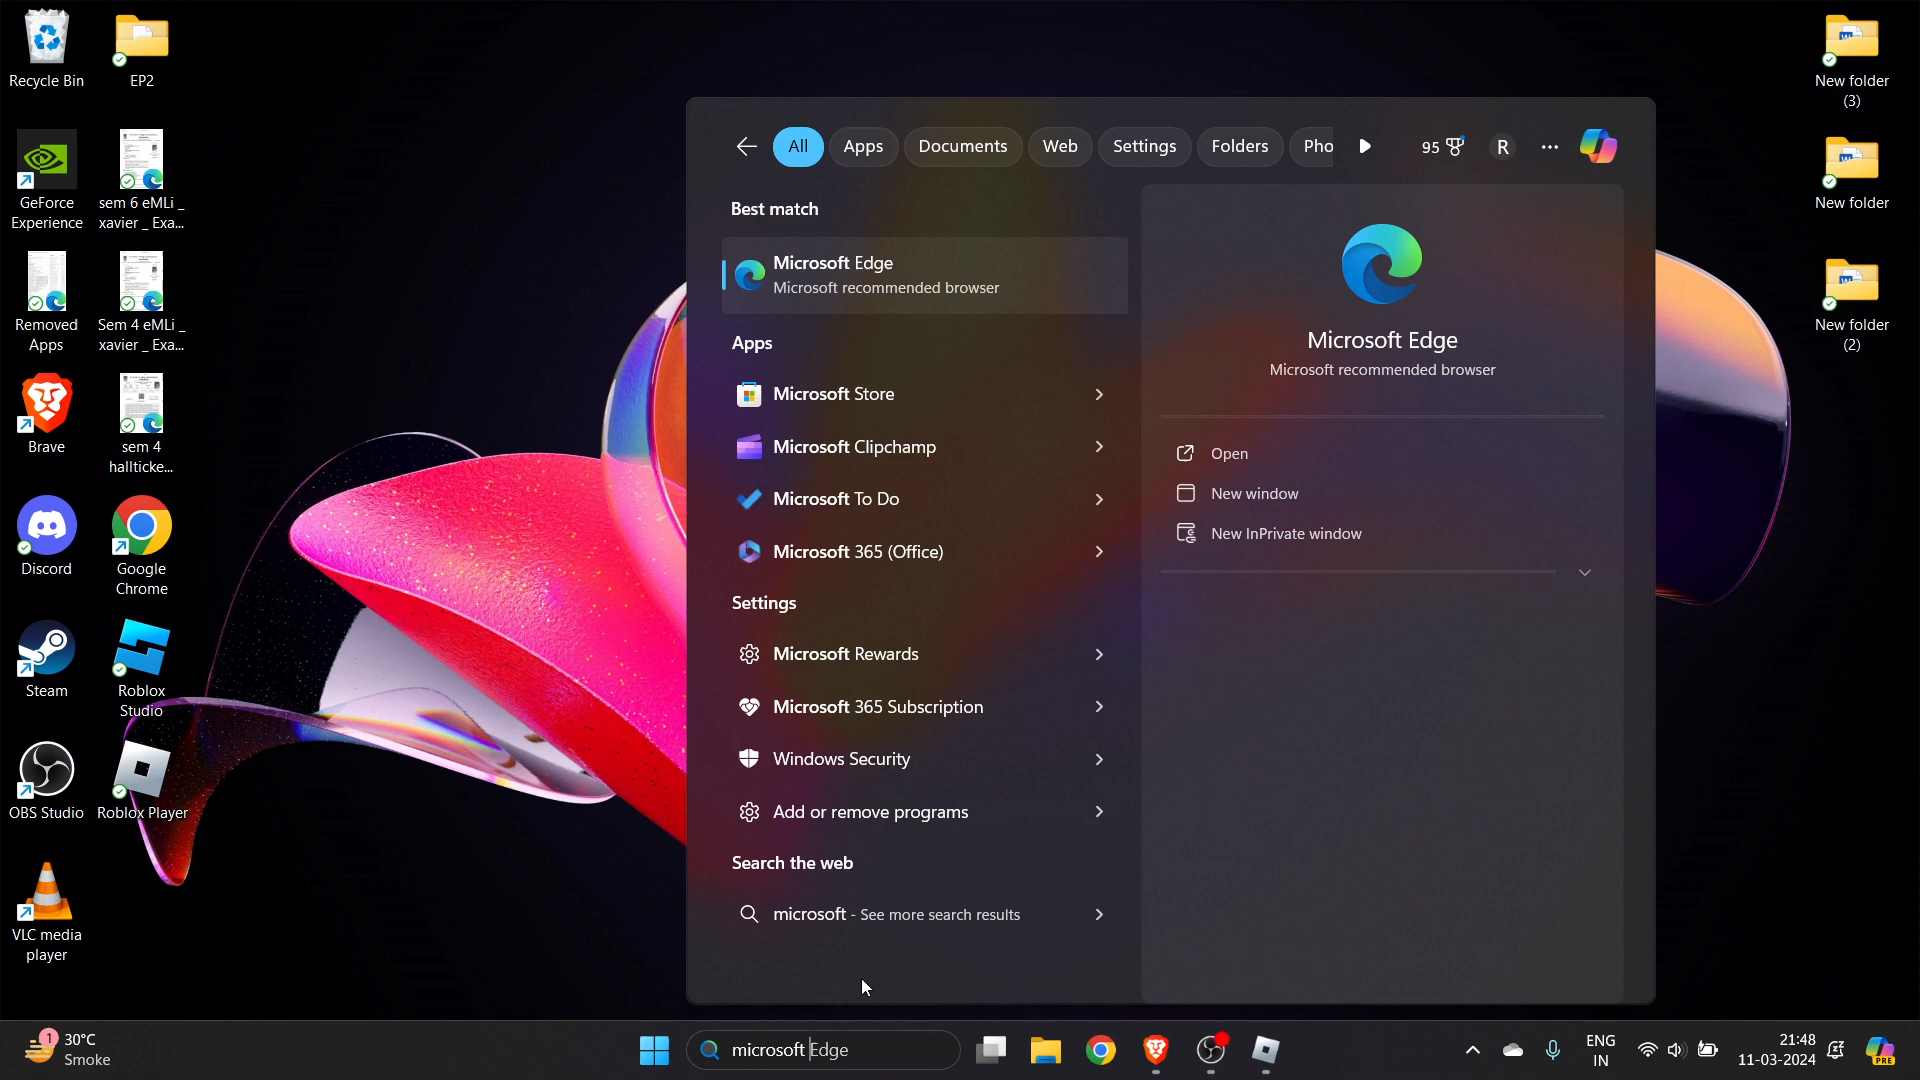 Recycle Bin
EP2
GeForce
Experience
sem 6 eMLi _
xavier _ Exa...
Removed
Apps
Sem 4 eMLi _
xavier _ Exa...
Brave
sem 4
hallticke...
Discord
Google
Chrome
Steam
Roblox
Studio
OBS Studio
Roblox Player
VLC media
player
All
Apps
Documents
Web
Settings
Folders
Pho
95
R
Best match
Microsoft Edge
Microsoft recommended browser
Apps
Microsoft Store
Microsoft Clipchamp
Microsoft To Do
Microsoft 365 (Office)
Settings
Microsoft Rewards
Microsoft 365 Subscription
Windows Security
Add or remove programs
Search the web
microsoft - See more search results
Microsoft Edge
Microsoft recommended browser
Open
New window
New InPrivate window
New folder
(3)
New folder
New folder
(2)
1
30°C
Smoke
microsoft Edge
ENG
IN
21:48
11-03-2024
PRE